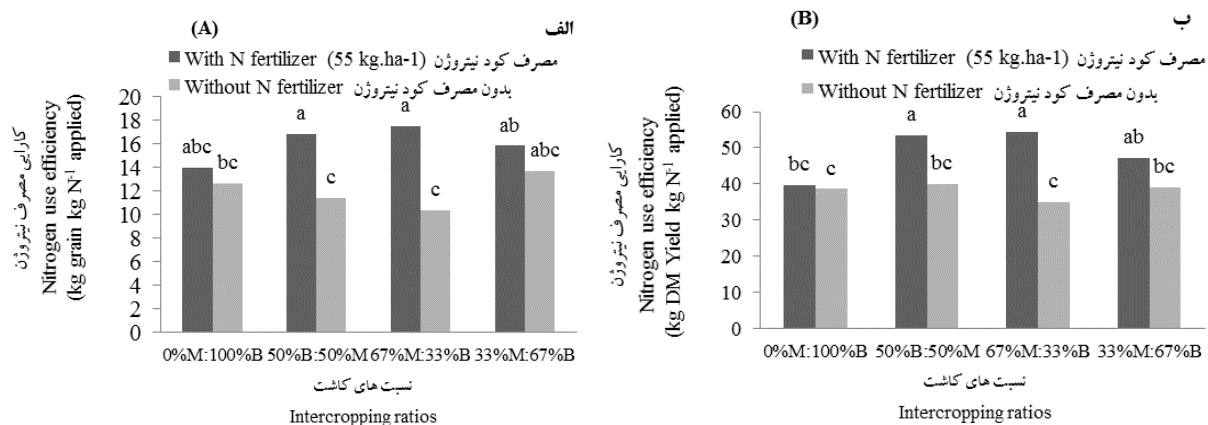 (A) الف
With N fertilizer (55 kg.ha-1) مصرف کود نیتروژن
Without N fertilizer بدون مصرف کود نیتروژن
کارایی مصرف نیتروژن
Nitrogen use efficiency
(kg grain kg N⁻¹ applied)
20
18
16
14
12
10
8
6
4
2
0
abc
bc
a
c
a
c
ab
abc
0%M:100%B 50%B:50%M 67%M:33%B 33%M:67%B
نسبت های کاشت
Intercropping ratios
(B) ب
With N fertilizer (55 kg.ha-1) مصرف کود نیتروژن
Without N fertilizer بدون مصرف کود نیتروژن
کارایی مصرف نیتروژن
Nitrogen use efficiency
(kg DM Yield kg N⁻¹ applied)
60
50
40
30
20
10
0
bc
c
a
bc
a
c
ab
bc
0%M:100%B 50%B:50%M 67%M:33%B 33%M:67%B
نسبت های کاشت
Intercropping ratios